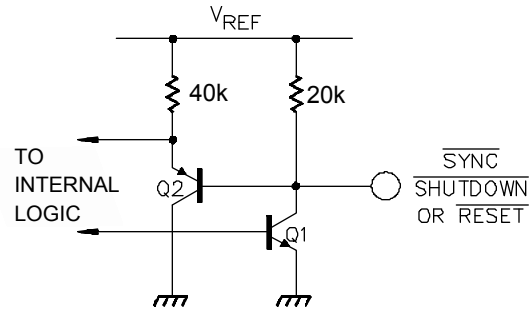 VREF
40k
20k
TO
INTERNAL
LOGIC
Q2
Q1
SYNC
SHUTDOWN
OR RESET